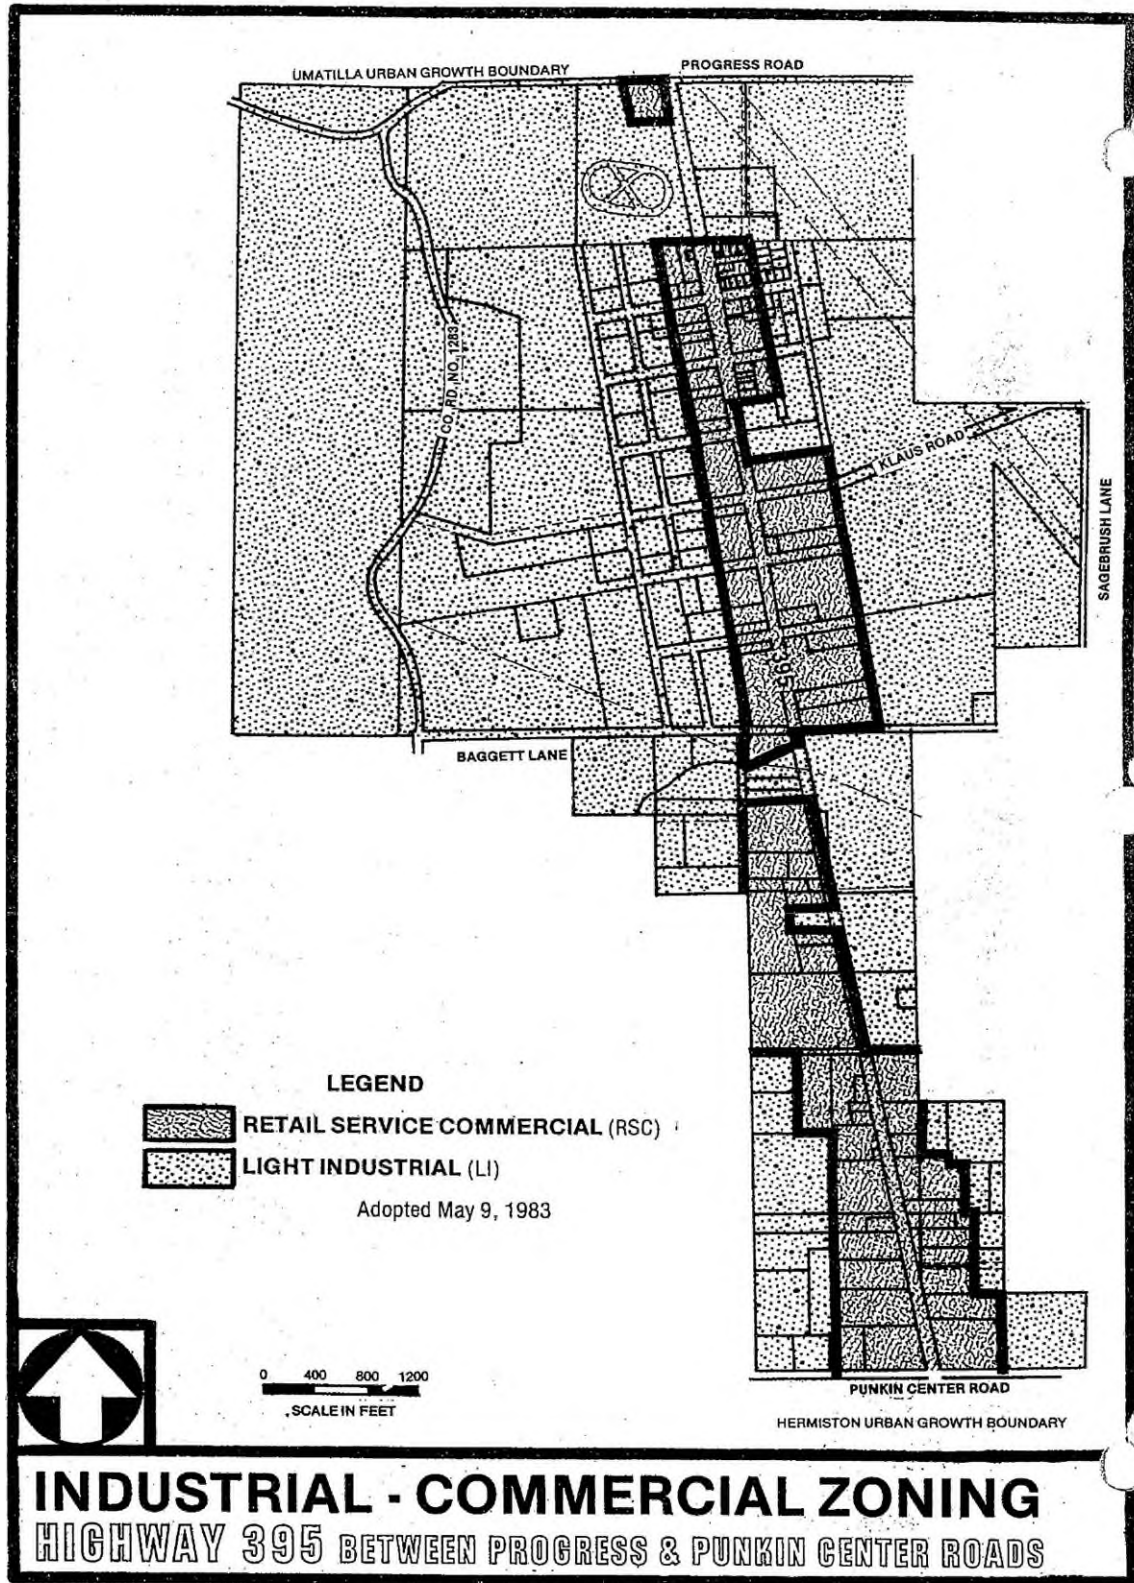 UMATILLA URBAN GROWTH BOUNDARY
PROGRESS ROAD
CO. RD. NO. 1283
KLAUS ROAD
SAGEBRUSH LANE
395
BAGGETT LANE
LEGEND
RETAIL SERVICE COMMERCIAL (RSC)
LIGHT INDUSTRIAL (LI)
Adopted May 9, 1983
0 400 800 1200
SCALE IN FEET
PUNKIN CENTER ROAD
HERMISTON URBAN GROWTH BOUNDARY
INDUSTRIAL - COMMERCIAL ZONING
HIGHWAY 395 BETWEEN PROGRESS & PUNKIN CENTER ROADS